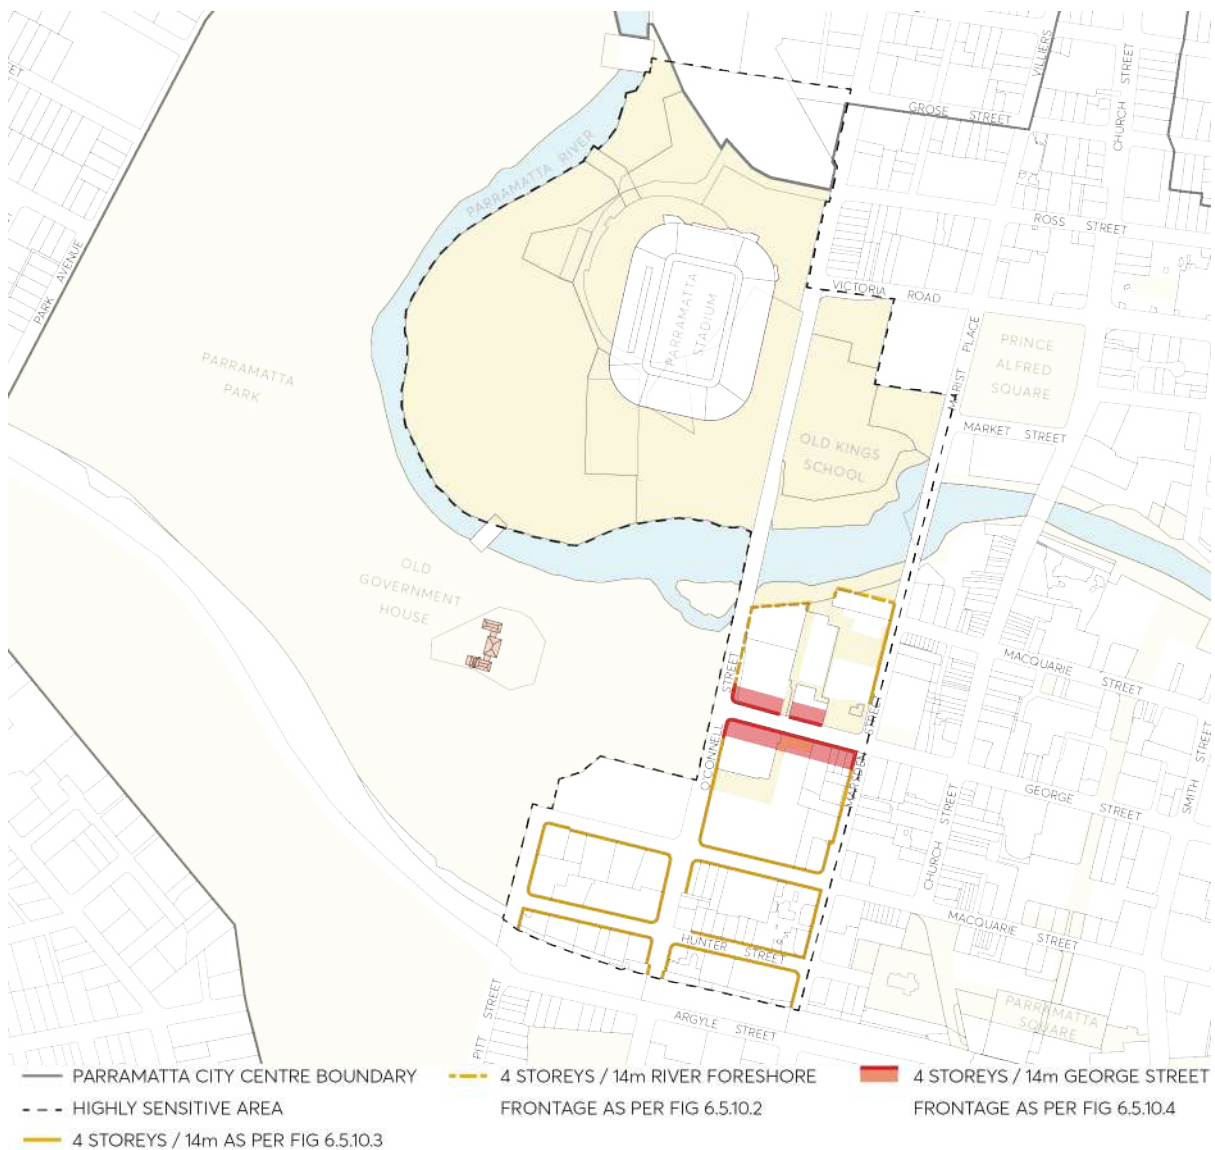 VILLIERS
CHURCH STREET
GROSE STREET
PARRAMATTA RIVER
ROSS STREET
PARK AVENUE
VICTORIA ROAD
PARRAMATTA
STADIUM
PRINCE
ALFRED
SQUARE
MARIST PLACE
PARRAMATTA
PARK
MARKET STREET
OLD KINGS
SCHOOL
OLD
GOVERNMENT
HOUSE
MACQUARIE STREET
O'CONNELL STREET
MARSDEN STREET
SMITH STREET
GEORGE STREET
CHURCH STREET
MACQUARIE STREET
HUNTER STREET
PITT STREET
ARGYLE STREET
PARRAMATTA
SQUARE
PARRAMATTA CITY CENTRE BOUNDARY
HIGHLY SENSITIVE AREA
4 STOREYS / 14m AS PER FIG 6.5.10.3
4 STOREYS / 14m RIVER FORESHORE
FRONTAGE AS PER FIG 6.5.10.2
4 STOREYS / 14m GEORGE STREET
FRONTAGE AS PER FIG 6.5.10.4